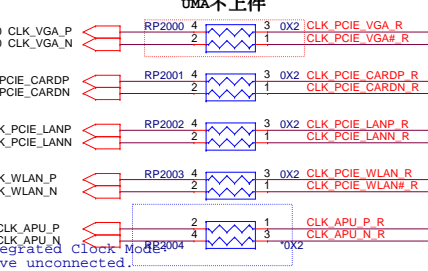 UMA不上件
CLK_VGA_P RP2000 4 3 0X2 CLK_PCIE_VGA_R
CLK_VGA_N 2 1 CLK_PCIE_VGA#_R
PCIE_CARDP RP2001 4 3 0X2 CLK_PCIE_CARDP_R
PCIE_CARDN 2 1 CLK_PCIE_CARDN_R
K_PCIE_LANP RP2002 4 3 0X2 CLK_PCIE_LANP_R
K_PCIE_LANN 2 1 CLK_PCIE_LANN_R
K_WLAN_P RP2003 4 3 0X2 CLK_PCIE_WLAN_R
K_WLAN_N 2 1 CLK_PCIE_WLAN#_R
CLK_APU_P 2 1 CLK_APU_P_R
CLK_APU_N 4 3 CLK_APU_N_R
egrated Clock Mode
RP2004 *0X2
ve unconnected.